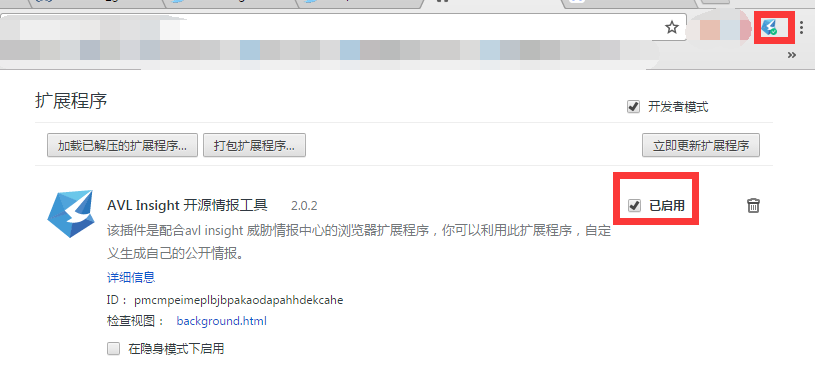 扩展程序
开发者模式
加载已解压的扩展程序...
打包扩展程序...
立即更新扩展程序
AVL Insight 开源情报工具 2.0.2
已启用
该插件是配合avl insight 威胁情报中心的浏览器扩展程序，你可以利用此扩展程序，自定
义生成自己的公开情报。
详细信息
ID： pmcmpeimeplbjbpakaodapahhdekcahe
检查视图： background.html
在隐身模式下启用